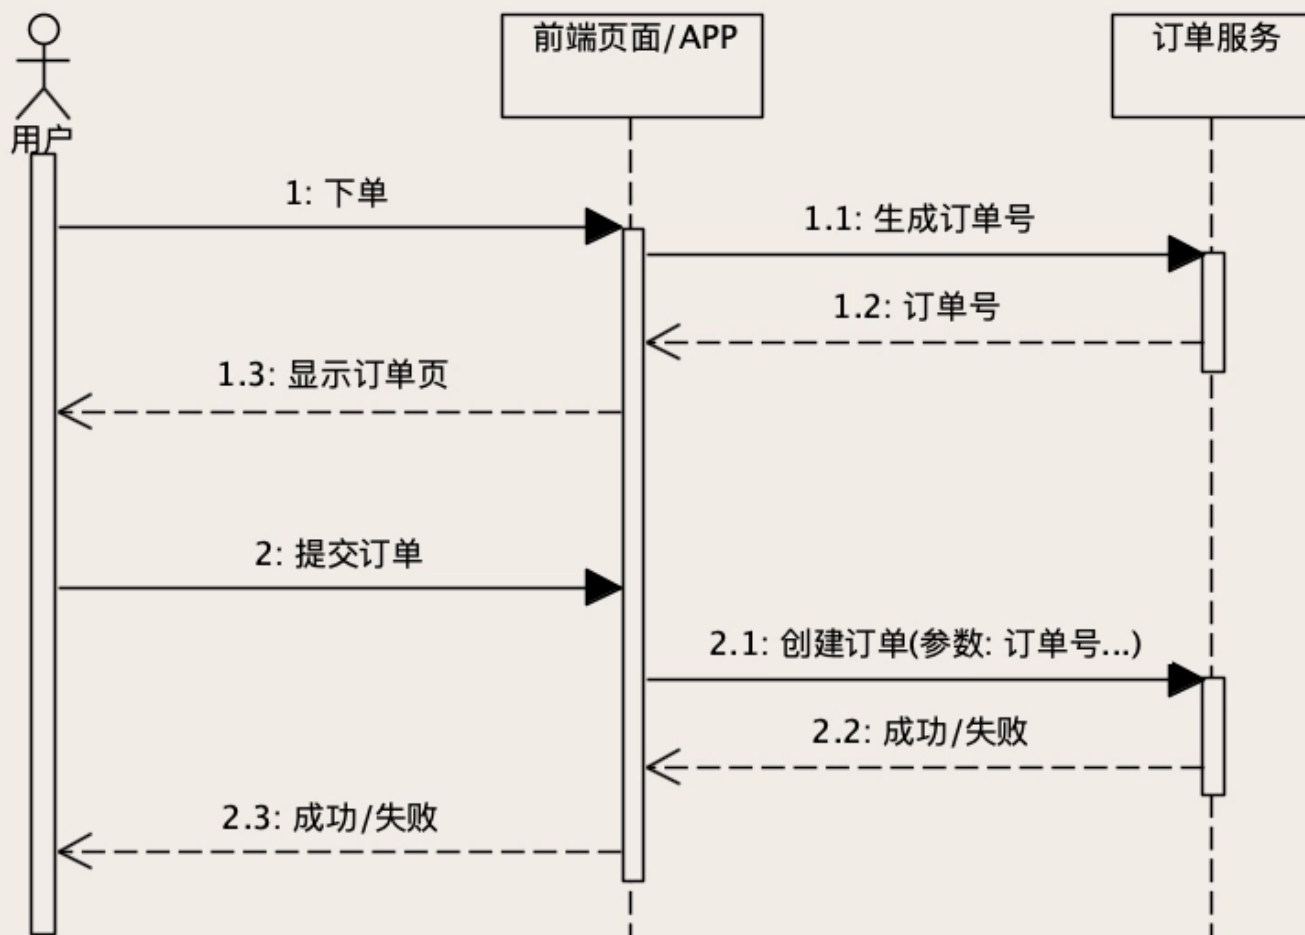 前端页面/APP
订单服务
用户
1: 下单
1.1: 生成订单号
1.2: 订单号
1.3: 显示订单页
2: 提交订单
2.1: 创建订单(参数: 订单号...)
2.2: 成功/失败
2.3: 成功/失败